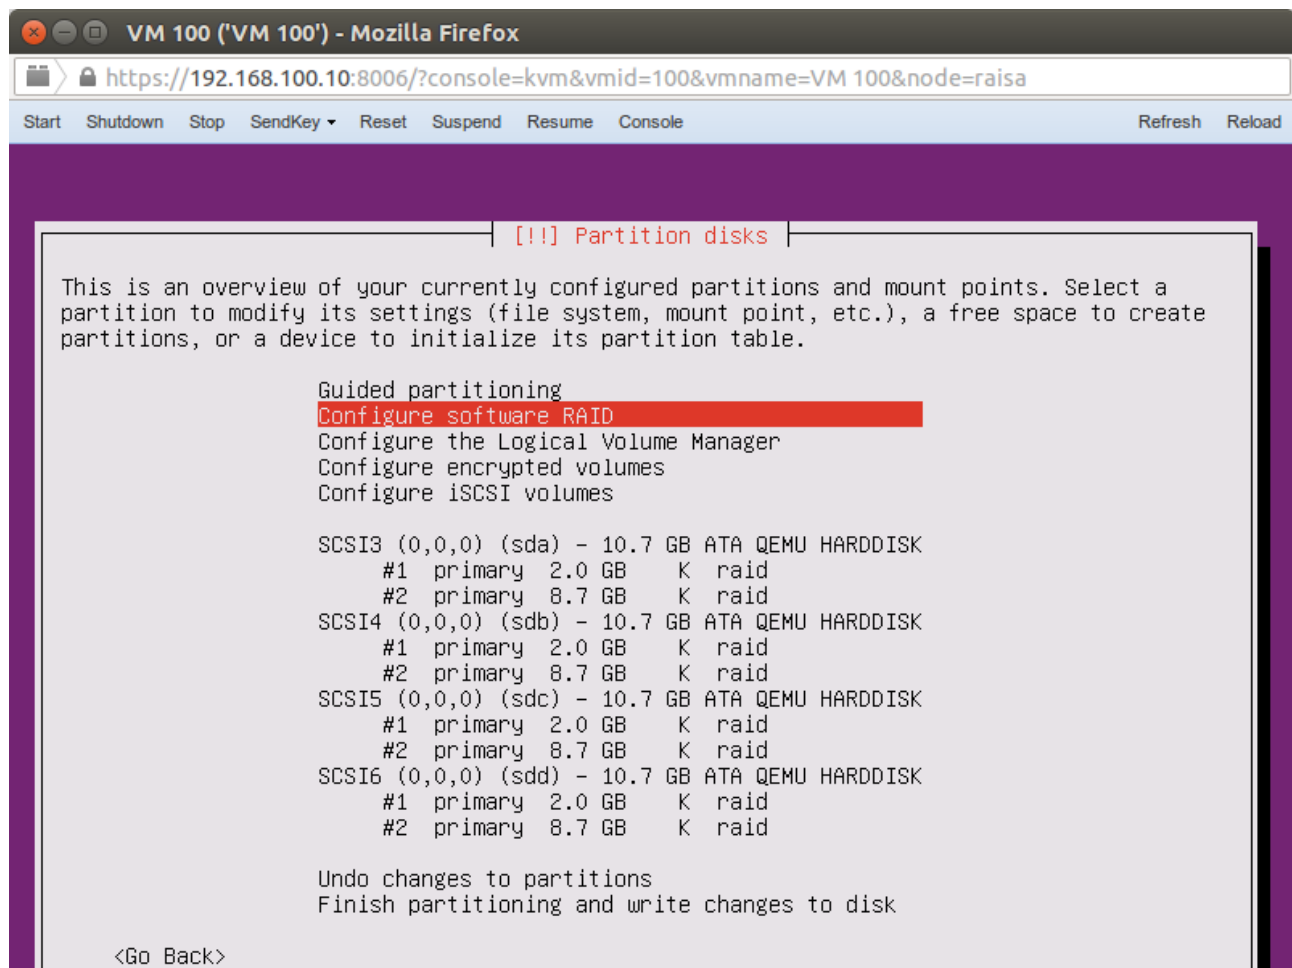 VM 100 ('VM 100') - Mozilla Firefox
https://192.168.100.10:8006/?console=kvm&vmid=100&vmname=VM 100&node=raisa
Start Shutdown Stop SendKey Reset Suspend Resume Console Refresh Reload
[!!] Partition disks
This is an overview of your currently configured partitions and mount points. Select a
partition to modify its settings (file system, mount point, etc.), a free space to create
partitions, or a device to initialize its partition table.
Guided partitioning
Configure software RAID
Configure the Logical Volume Manager
Configure encrypted volumes
Configure iSCSI volumes
SCSI3 (0,0,0) (sda) - 10.7 GB ATA QEMU HARDDISK
#1 primary 2.0 GB K raid
#2 primary 8.7 GB K raid
SCSI4 (0,0,0) (sdb) - 10.7 GB ATA QEMU HARDDISK
#1 primary 2.0 GB K raid
#2 primary 8.7 GB K raid
SCSI5 (0,0,0) (sdc) - 10.7 GB ATA QEMU HARDDISK
#1 primary 2.0 GB K raid
#2 primary 8.7 GB K raid
SCSI6 (0,0,0) (sdd) - 10.7 GB ATA QEMU HARDDISK
#1 primary 2.0 GB K raid
#2 primary 8.7 GB K raid
Undo changes to partitions
Finish partitioning and write changes to disk
<Go Back>